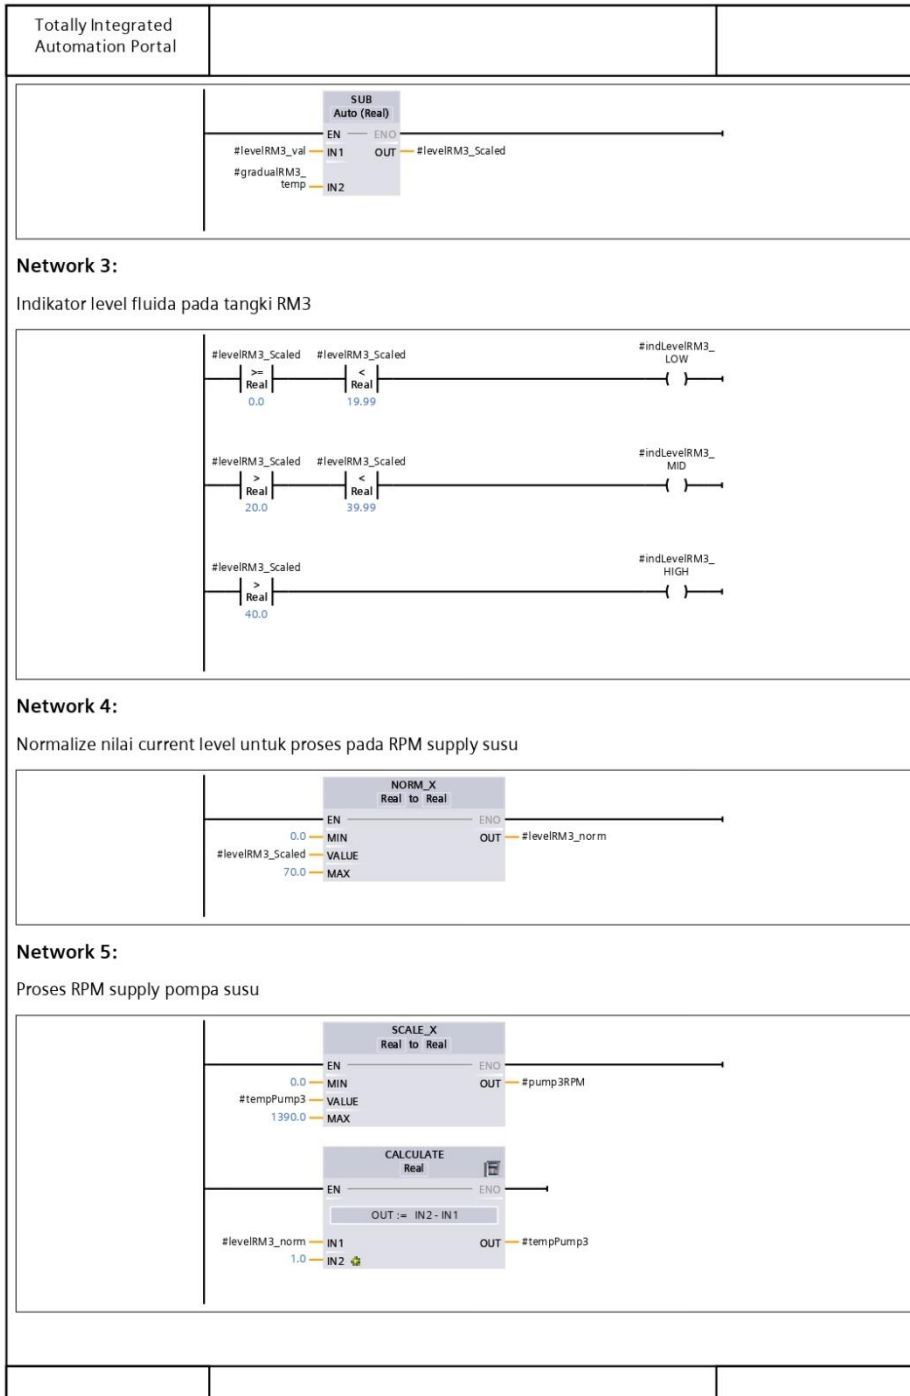 Totally Integrated
Automation Portal
SUB
Auto (Real)
EN ENO
#levelRM3_val IN1 OUT #levelRM3_Scaled
#gradualRM3_
temp IN2
Network 3:
Indikator level fluida pada tangki RM3
#levelRM3_Scaled #levelRM3_Scaled #indLevelRM3_
LOW
>= <
Real Real
0.0 19.99
#levelRM3_Scaled #levelRM3_Scaled #indLevelRM3_
MID
> <
Real Real
20.0 39.99
#levelRM3_Scaled #indLevelRM3_
HIGH
>
Real
40.0
Network 4:
Normalize nilai current level untuk proses pada RPM supply susu
NORM_X
Real to Real
EN ENO
0.0 MIN OUT #levelRM3_norm
#levelRM3_Scaled VALUE
70.0 MAX
Network 5:
Proses RPM supply pompa susu
SCALE_X
Real to Real
EN ENO
0.0 MIN OUT #pump3RPM
#tempPump3 VALUE
1390.0 MAX
CALCULATE
Real
EN ENO
OUT := IN2 - IN1
#levelRM3_norm IN1 OUT #tempPump3
1.0 IN2